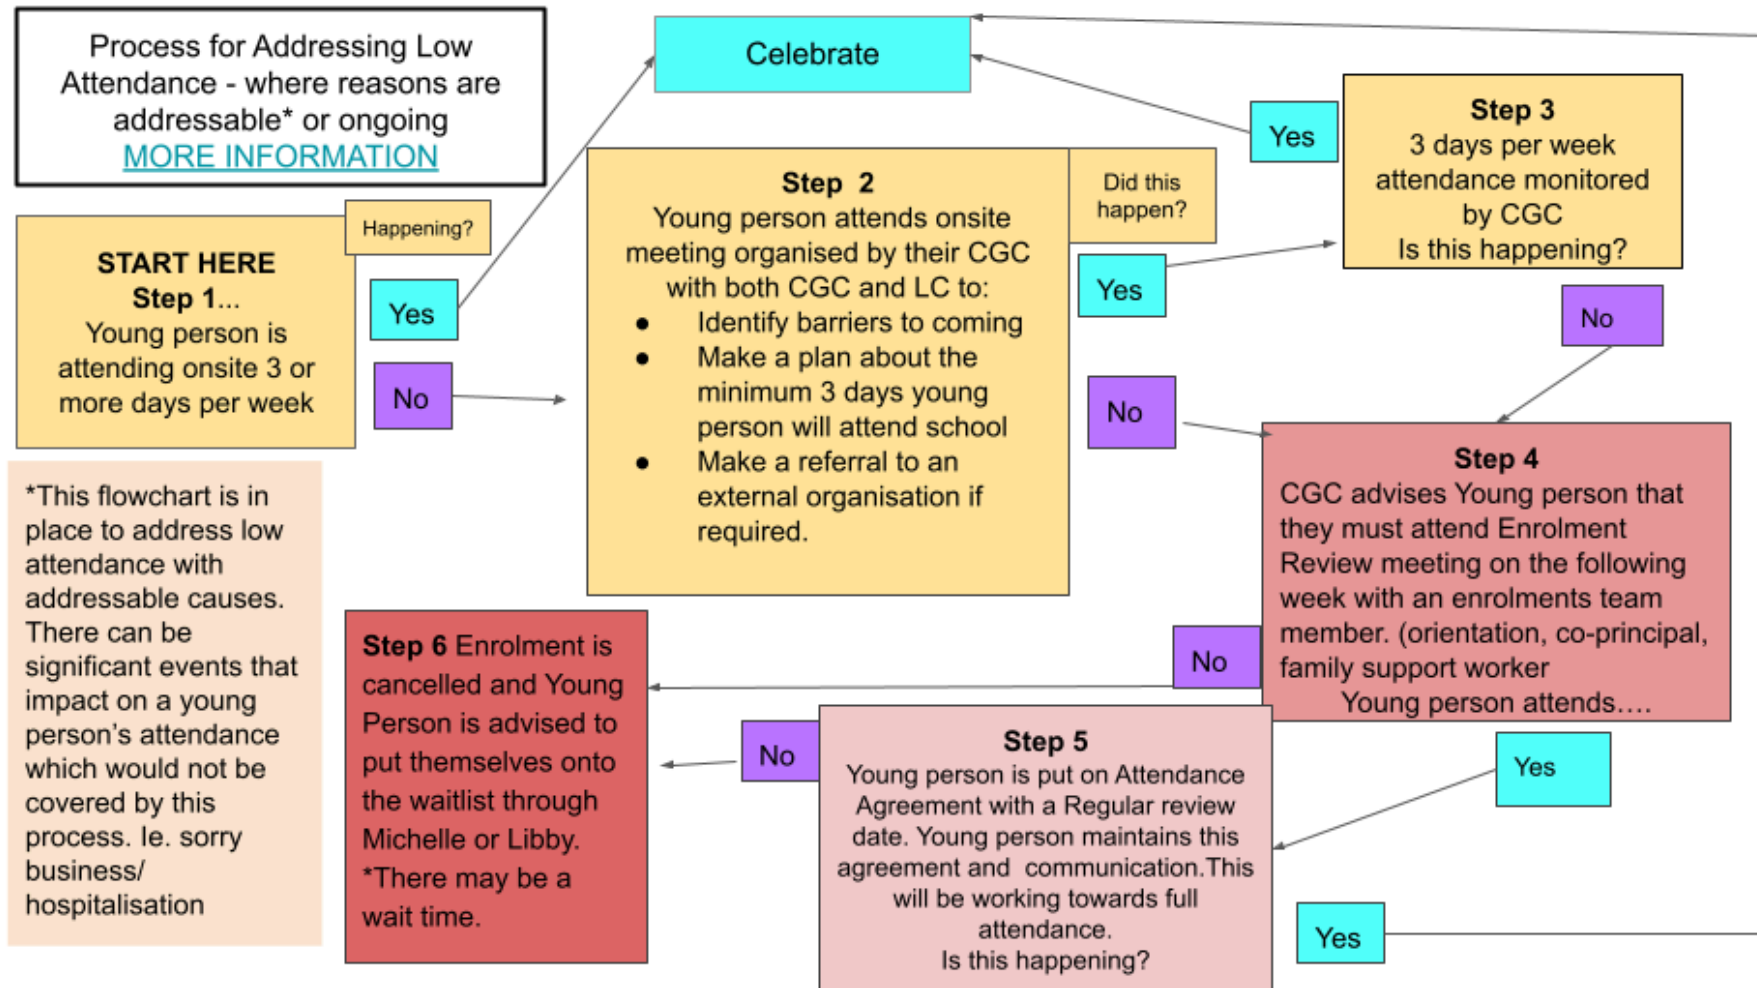 Process for Addressing Low
Attendance - where reasons are
addressable* or ongoing
MORE INFORMATION
Celebrate
START HERE
Step 1...
Young person is
attending onsite 3 or
more days per week
Happening?
Yes
No
Step  2
Young person attends onsite
meeting organised by their CGC
with both CGC and LC to:
● Identify barriers to coming
● Make a plan about the
minimum 3 days young
person will attend school
● Make a referral to an
external organisation if
required.
Did this
happen?
Yes
No
Step 3
3 days per week
attendance monitored
by CGC
Is this happening?
Yes
No
Step 4
CGC advises Young person that
they must attend Enrolment
Review meeting on the following
week with an enrolments team
member. (orientation, co-principal,
family support worker
Young person attends....
No
Yes
Step 5
Young person is put on Attendance
Agreement with a Regular review
date. Young person maintains this
agreement and  communication.This
will be working towards full
attendance.
Is this happening?
No
Yes
Step 6 Enrolment is
cancelled and Young
Person is advised to
put themselves onto
the waitlist through
Michelle or Libby.
*There may be a
wait time.
*This flowchart is in
place to address low
attendance with
addressable causes.
There can be
significant events that
impact on a young
person's attendance
which would not be
covered by this
process. Ie. sorry
business/
hospitalisation